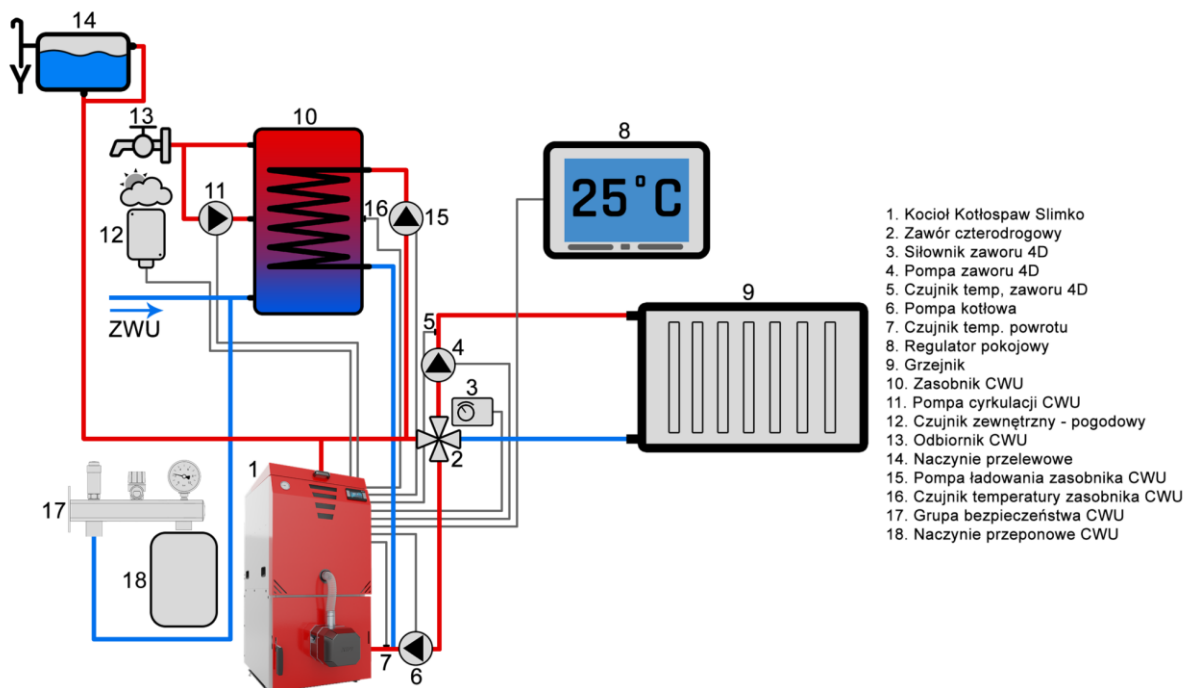 14
13
10
8
25°C
11
16
15
12
1. Kocioł Kotłospaw Slimko
2. Zawór czterodrogowy
3. Siłownik zaworu 4D
4. Pompa zaworu 4D
5. Czujnik temp, zaworu 4D
6. Pompa kotłowa
7. Czujnik temp. powrotu
8. Regulator pokojowy
9. Grzejnik
10. Zasobnik CWU
11. Pompa cyrkulacji CWU
12. Czujnik zewnętrzny - pogodowy
13. Odbiornik CWU
14. Naczynie przelewowe
15. Pompa ładowania zasobnika CWU
16. Czujnik temperatury zasobnika CWU
17. Grupa bezpieczeństwa CWU
18. Naczynie przeponowe CWU
9
ZWU
5
4
3
2
1
17
18
7
6